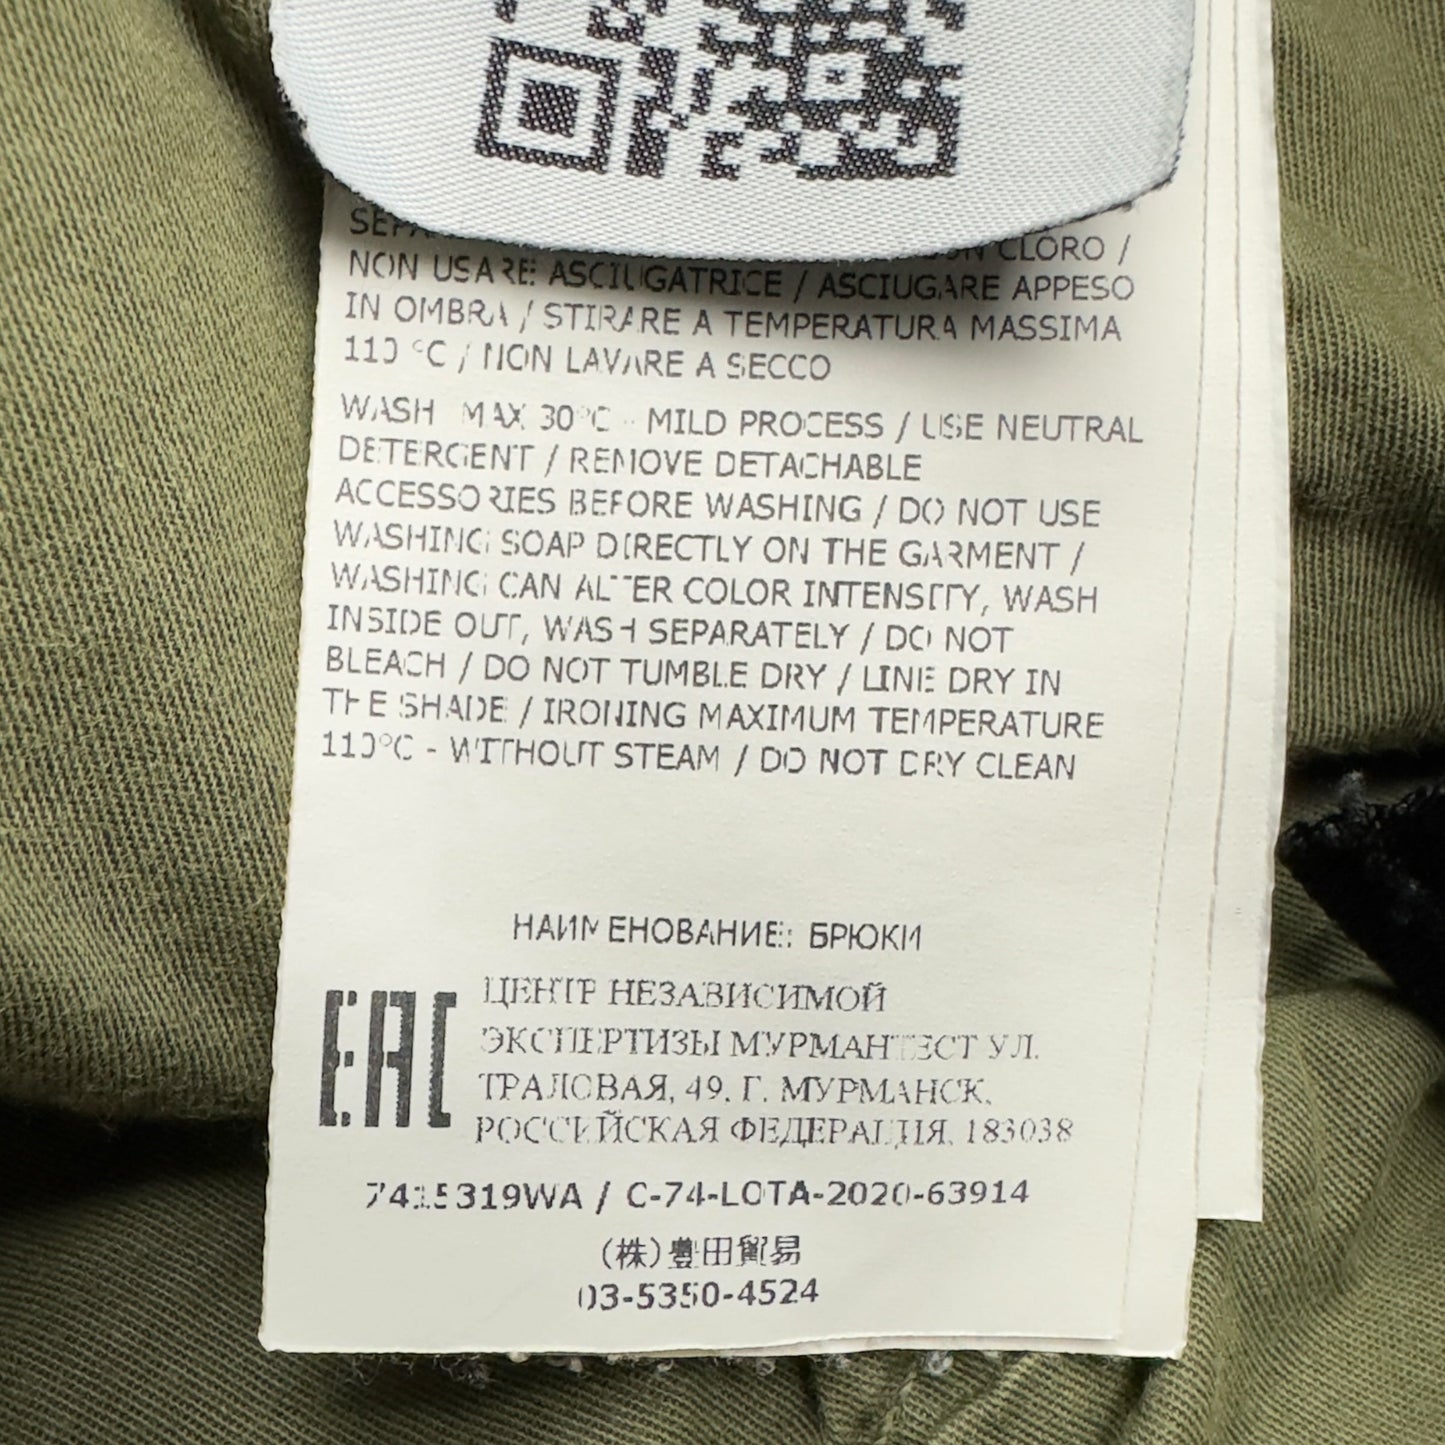 CLORO /
NON USARE ASCIUGATRICE / ASCIUGARE APPESO
IN OMBRA / STIRARE A TEMPERATURA MASSIMA
110 °C / NON LAVARE A SECCO
WASH MAX 30°C - MILD PROCESS / USE NEUTRAL
DETERGENT / REMOVE DETACHABLE
ACCESSORIES BEFORE WASHING / DO NOT USE
WASHING SOAP DIRECTLY ON THE GARMENT /
WASHING CAN ALTER COLOR INTENSITY, WASH
INSIDE OUT, WASH SEPARATELY / DO NOT
BLEACH / DO NOT TUMBLE DRY / LINE DRY IN
THE SHADE / IRONING MAXIMUM TEMPERATURE
110°C - WITHOUT STEAM / DO NOT DRY CLEAN
НАИМЕНОВАНИЕ: БРЮКИ
EAC
ЦЕНТР НЕЗАВИСИМОЙ
ЭКСПЕРТИЗЫ МУРМАНТЕСТ УЛ.
ТРАЛОВАЯ, 49, Г. МУРМАНСК,
РОССИЙСКАЯ ФЕДЕРАЦИЯ, 183038
7415319WA / C-74-LOTA-2020-63914
(株)豊田貿易
03-5350-4524